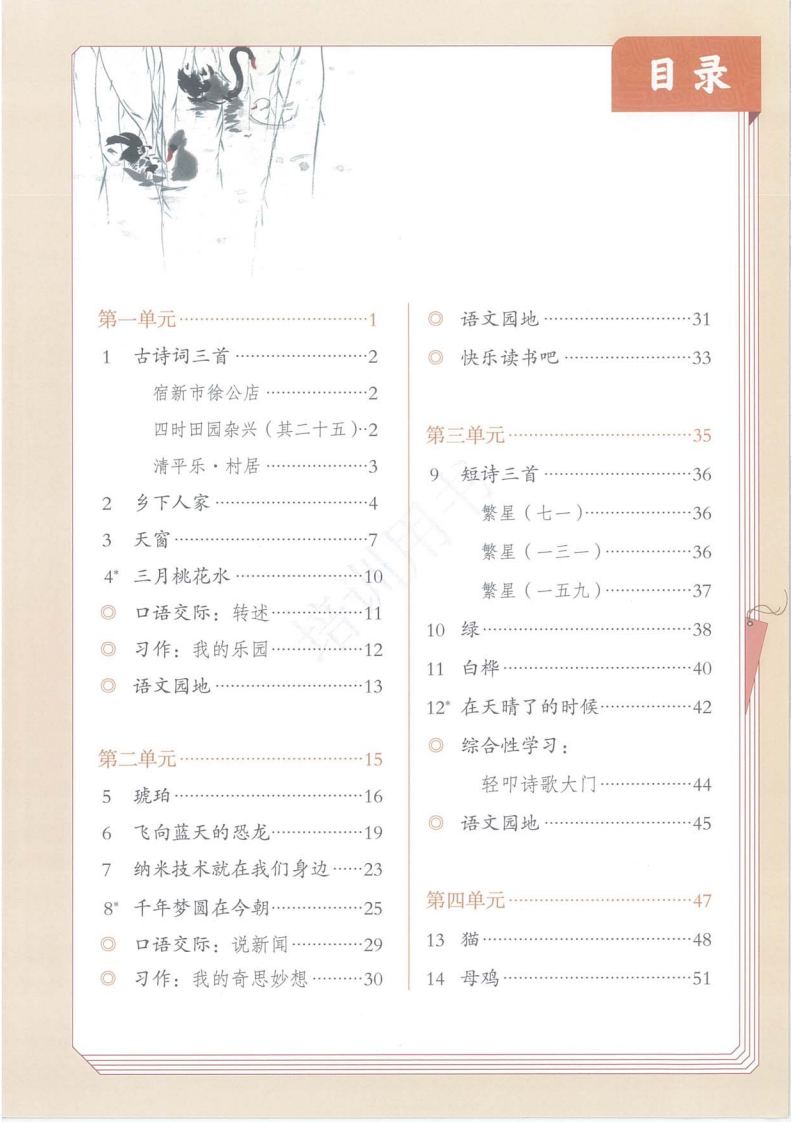 目录
第一单元……………………………1
1 古诗词三首…………………2
宿新市徐公店………………2
四时田园杂兴（其二十五）··2
清平乐·村居………………3
2 乡下人家……………………4
3 天窗…………………………7
4* 三月桃花水…………………10
◎ 口语交际：转述……………11
◎ 习作：我的乐园……………12
◎ 语文园地……………………13
第二单元…………………………15
5 琥珀…………………………16
6 飞向蓝天的恐龙……………19
7 纳米技术就在我们身边……23
8* 千年梦圆在今朝……………25
◎ 口语交际：说新闻…………29
◎ 习作：我的奇思妙想………30
◎ 语文园地……………………31
◎ 快乐读书吧…………………33
第三单元…………………………35
9 短诗三首……………………36
繁星（七一）………………36
繁星（一三一）……………36
繁星（一五九）……………37
10 绿……………………………38
11 白桦…………………………40
12* 在天晴了的时候……………42
◎ 综合性学习：
轻叩诗歌大门……………44
◎ 语文园地……………………45
第四单元…………………………47
13 猫……………………………48
14 母鸡…………………………51
培训用书